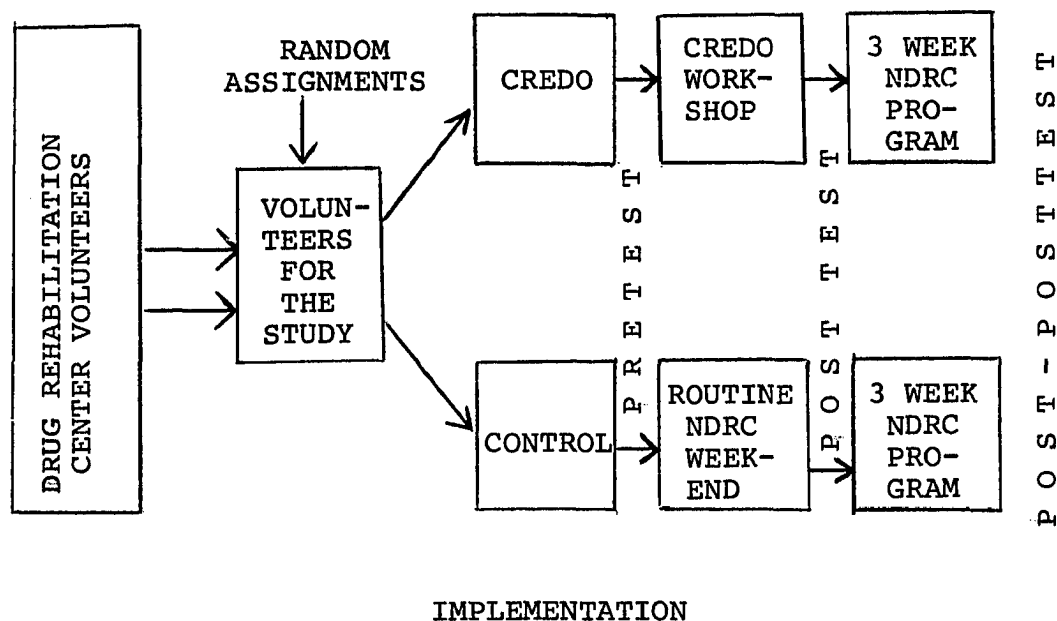 DRUG REHABILITATION
CENTER VOLUNTEERS
RANDOM
ASSIGNMENTS
VOLUN-
TEERS
FOR
THE
STUDY
CREDO
PRETEST
CREDO
WORK-
SHOP
POST TEST
3 WEEK
NDRC
PRO-
GRAM
CONTROL
ROUTINE
NDRC
WEEK-
END
3 WEEK
NDRC
PRO-
GRAM
POST-POSTTEST
IMPLEMENTATION